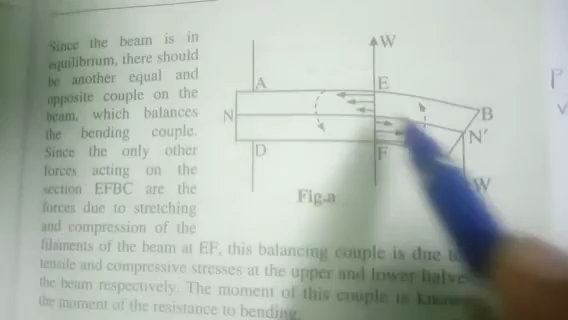 Since the beam is in
equilibrium, there should
be another equal and
opposite couple on the
beam, which balances
the bending couple.
Since the only other
forces acting on the
section EFBC are the
forces due to stretching
and compression of the
filaments of the beam at EF, this balancing couple is due
tensile and compressive stresses at the upper and lower halves
the beam respectively. The moment of this couple is
the moment of the resistance to bending.
W
A
E
B
N
N'
D
F
W
Fig.a
P